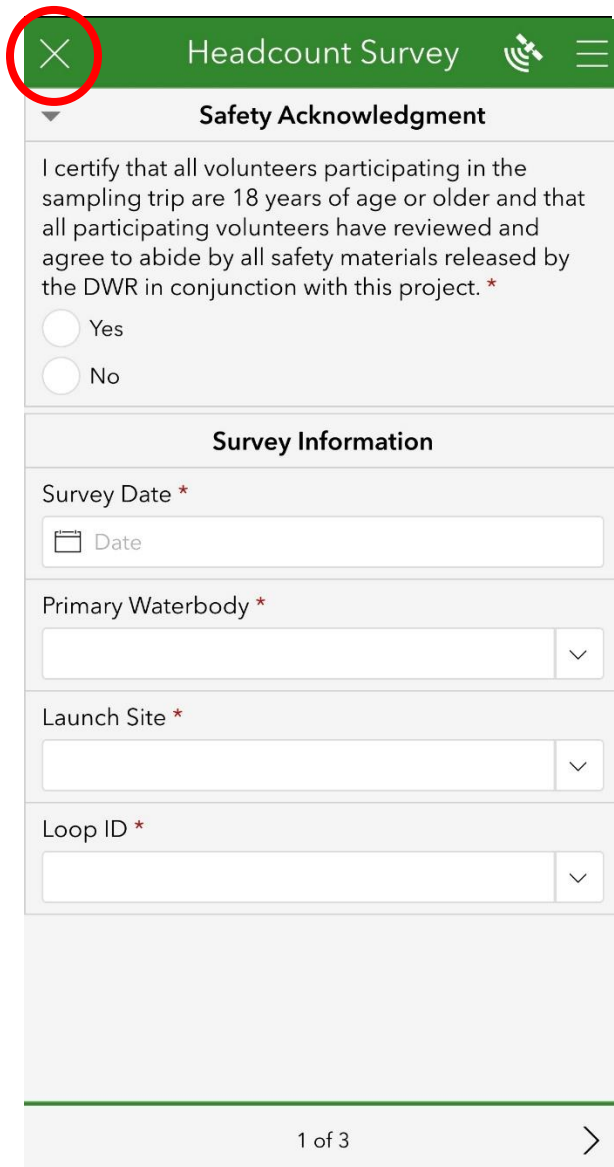 Headcount Survey
Safety Acknowledgment
I certify that all volunteers participating in the
sampling trip are 18 years of age or older and that
all participating volunteers have reviewed and
agree to abide by all safety materials released by
the DWR in conjunction with this project. *
Yes
No
Survey Information
Survey Date *
Date
Primary Waterbody *
Launch Site *
Loop ID *
1 of 3